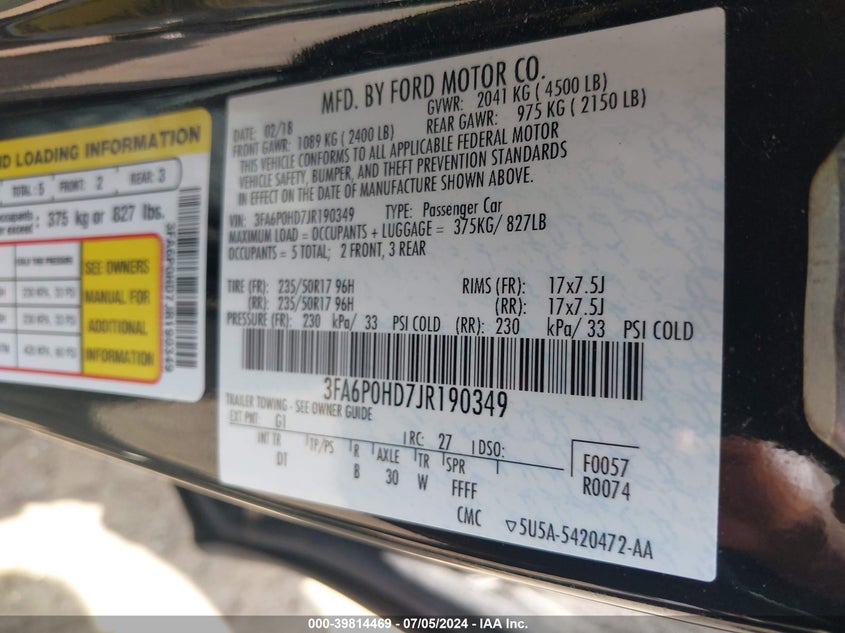 MFD. BY FORD MOTOR CO.
DATE: 02/18 GVWR: 2041 KG ( 4500 LB)
FRONT GAWR: 1089 KG ( 2400 LB) REAR GAWR: 975 KG ( 2150 LB)
THIS VEHICLE CONFORMS TO ALL APPLICABLE FEDERAL MOTOR
VEHICLE SAFETY, BUMPER, AND THEFT PREVENTION STANDARDS
IN EFFECT ON THE DATE OF MANUFACTURE SHOWN ABOVE.
VIN: 3FA6P0HD7JR190349 TYPE: Passenger Car
MAXIMUM LOAD = OCCUPANTS + LUGGAGE = 375KG/ 827LB
OCCUPANTS = 5 TOTAL; 2 FRONT, 3 REAR
TIRE (FR): 235/50R17 96H RIMS (FR): 17x7.5J
(RR): 235/50R17 96H (RR): 17x7.5J
PRESSURE (FR): 230 kPa/ 33 PSI COLD (RR): 230 kPa/ 33 PSI COLD
3FA6P0HD7JR190349
TRAILER TOWING - SEE OWNER GUIDE
EXT PNT: G1 RC: 27 DSO:
INT TR TP/PS R AXLE TR SPR F0057
DT B 30 W FFFF R0074
CMC ▽5U5A-5420472-AA
ND LOADING INFORMATION
TOTAL: 5 FRONT: 2 REAR: 3
375 kg or 827 lbs.
COLD TIRE PRESSURE
SEE OWNERS
MANUAL FOR
ADDITIONAL
INFORMATION
3FA6P0HD7JR190349
000-39814469 - 07/05/2024 - IAA Inc.